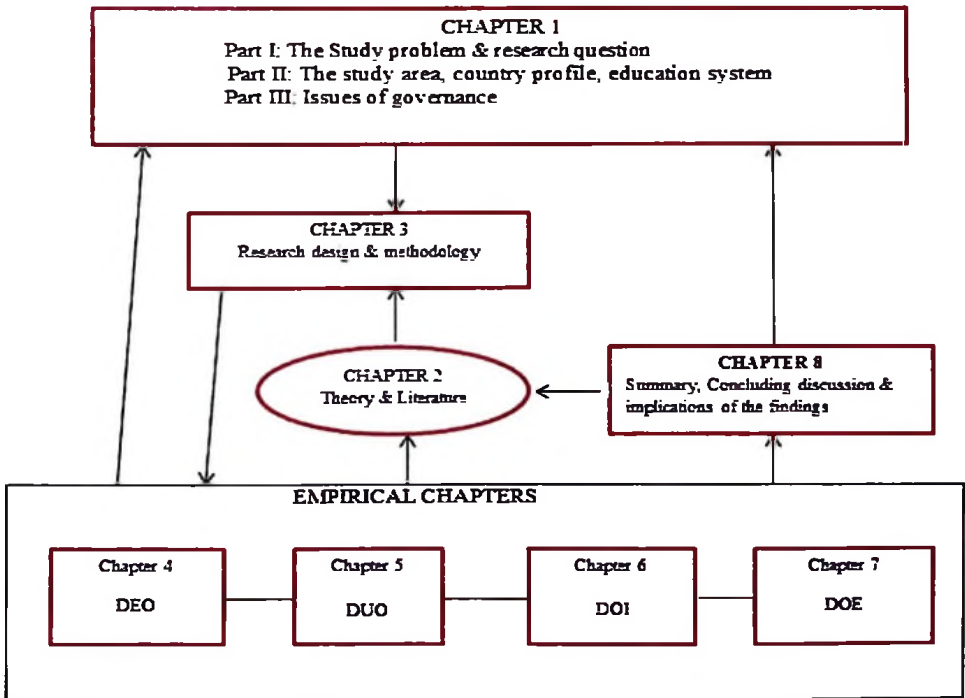 CHAPTER 1
Part I: The Study problem & research question
Part II: The study area, country profile, education system
Part III: Issues of governance
CHAPTER 3
Research design & methodology
CHAPTER 2
Theory & Literature
CHAPTER 8
Summary, Concluding discussion &
implications of the findings
EMPIRICAL CHAPTERS
Chapter 4
DEO
Chapter 5
DUO
Chapter 6
DOI
Chapter 7
DOE